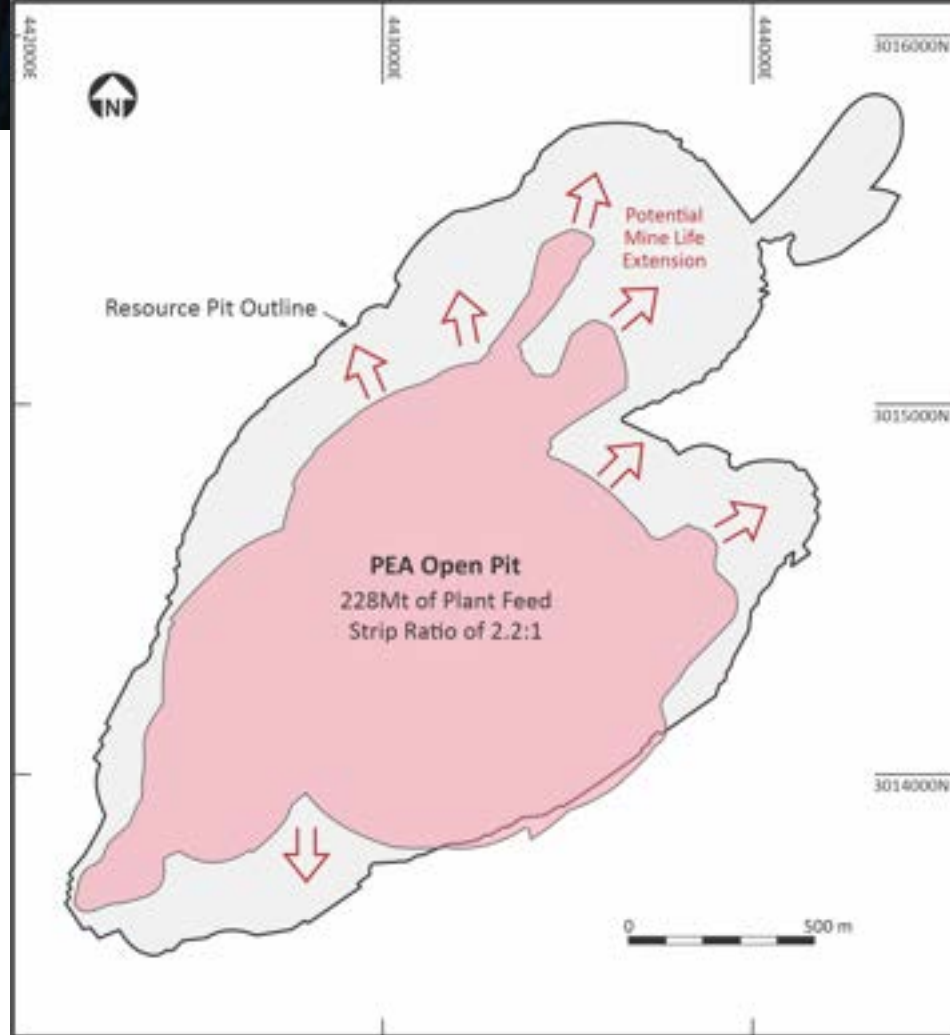 442000E
443000E
444000E
3016000N
N
Potential
Mine Life
Extension
Resource Pit Outline
3015000N
PEA Open Pit
228Mt of Plant Feed
Strip Ratio of 2.2:1
3014000N
0
500 m